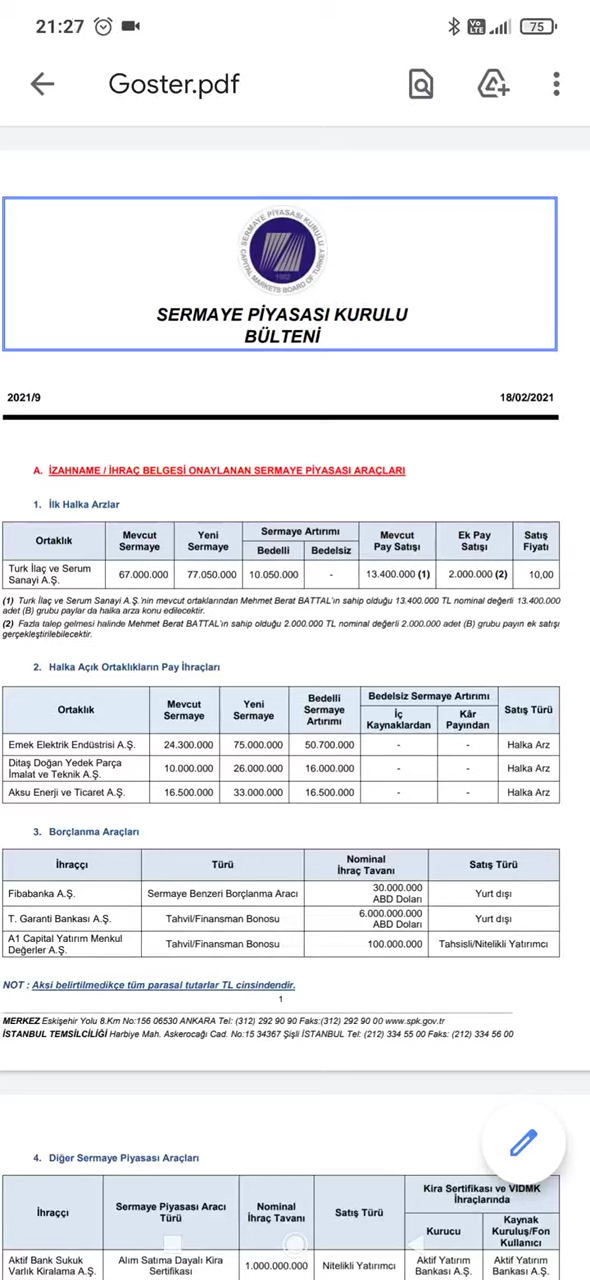 21:27
Vo LTE
75
Goster.pdf
SERMAYE PİYASASI KURULU
CAPITAL MARKETS BOARD OF TURKEY
1982
SERMAYE PİYASASI KURULU
BÜLTENİ
2021/9 18/02/2021
A. İZAHNAME / İHRAÇ BELGESİ ONAYLANAN SERMAYE PİYASASI ARAÇLARI
1. İlk Halka Arzlar
Ortaklık Mevcut Sermaye Yeni Sermaye Sermaye Artırımı Mevcut Pay Satışı Ek Pay Satışı Satış Fiyatı
Bedelli Bedelsiz
Turk İlaç ve Serum Sanayi A.Ş. 67.000.000 77.050.000 10.050.000 - 13.400.000 (1) 2.000.000 (2) 10,00
(1) Turk İlaç ve Serum Sanayi A.Ş.'nin mevcut ortaklarından Mehmet Berat BATTAL'ın sahip olduğu 13.400.000 TL nominal değerli 13.400.000
adet (B) grubu paylar da halka arza konu edilecektir.
(2) Fazla talep gelmesi halinde Mehmet Berat BATTAL'ın sahip olduğu 2.000.000 TL nominal değerli 2.000.000 adet (B) grubu payın ek satışı
gerçekleştirilebilecektir.
2. Halka Açık Ortaklıkların Pay İhraçları
Ortaklık Mevcut Sermaye Yeni Sermaye Bedelli Sermaye Artırımı Bedelsiz Sermaye Artırımı Satış Türü
İç Kaynaklardan Kâr Payından
Emek Elektrik Endüstrisi A.Ş. 24.300.000 75.000.000 50.700.000 - - Halka Arz
Ditaş Doğan Yedek Parça İmalat ve Teknik A.Ş. 10.000.000 26.000.000 16.000.000 - - Halka Arz
Aksu Enerji ve Ticaret A.Ş. 16.500.000 33.000.000 16.500.000 - - Halka Arz
3. Borçlanma Araçları
İhraççı Türü Nominal İhraç Tavanı Satış Türü
Fibabanka A.Ş. Sermaye Benzeri Borçlanma Aracı 30.000.000 ABD Doları Yurt dışı
T. Garanti Bankası A.Ş. Tahvil/Finansman Bonosu 6.000.000.000 ABD Doları Yurt dışı
A1 Capital Yatırım Menkul Değerler A.Ş. Tahvil/Finansman Bonosu 100.000.000 Tahsisli/Nitelikli Yatırımcı
NOT : Aksi belirtilmedikçe tüm parasal tutarlar TL cinsindendir.
1
MERKEZ Eskişehir Yolu 8.Km No:156 06530 ANKARA Tel: (312) 292 90 90 Faks:(312) 292 90 00 www.spk.gov.tr
İSTANBUL TEMSİLCİLİĞİ Harbiye Mah. Askerocağı Cad. No:15 34367 Şişli İSTANBUL Tel: (212) 334 55 00 Faks: (212) 334 56 00
4. Diğer Sermaye Piyasası Araçları
İhraççı Sermaye Piyasası Aracı Türü Nominal İhraç Tavanı Satış Türü Kira Sertifikası ve VİDMK İhraçlarında
Kurucu Kaynak Kuruluş/Fon Kullanıcı
Aktif Bank Sukuk Varlık Kiralama A.Ş. Alım Satıma Dayalı Kira Sertifikası 1.000.000.000 Nitelikli Yatırımcı Aktif Yatırım Bankası A.Ş. Aktif Yatırım Bankası A.Ş.